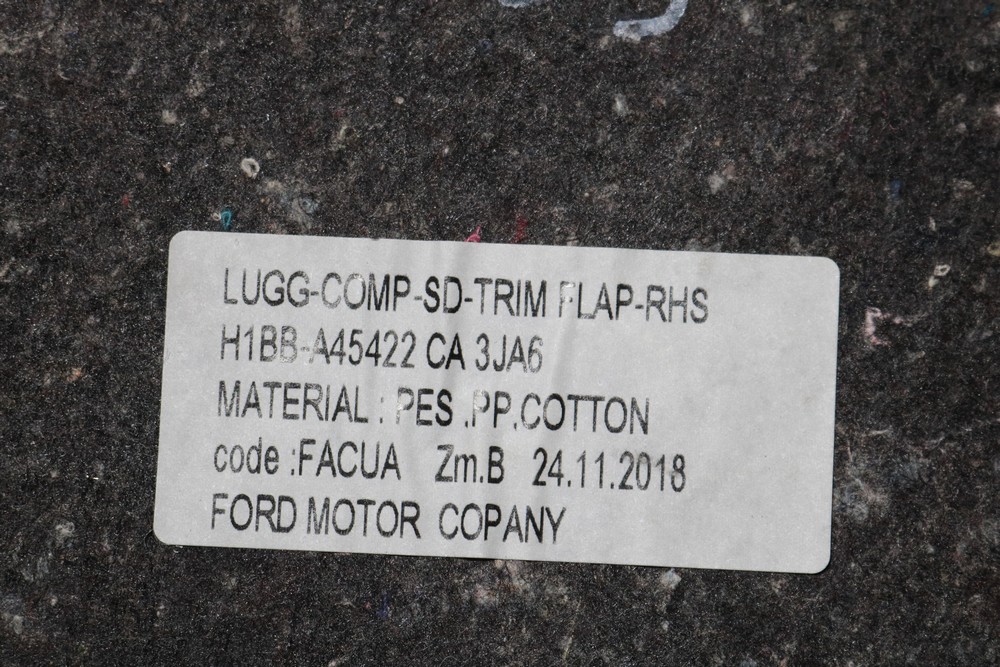 LUGG-COMP-SD-TRIM FLAP-RHS
H1BB-A45422 CA 3JA6
MATERIAL : PES .PP.COTTON
code :FACUA Zm.B 24.11.2018
FORD MOTOR COPANY